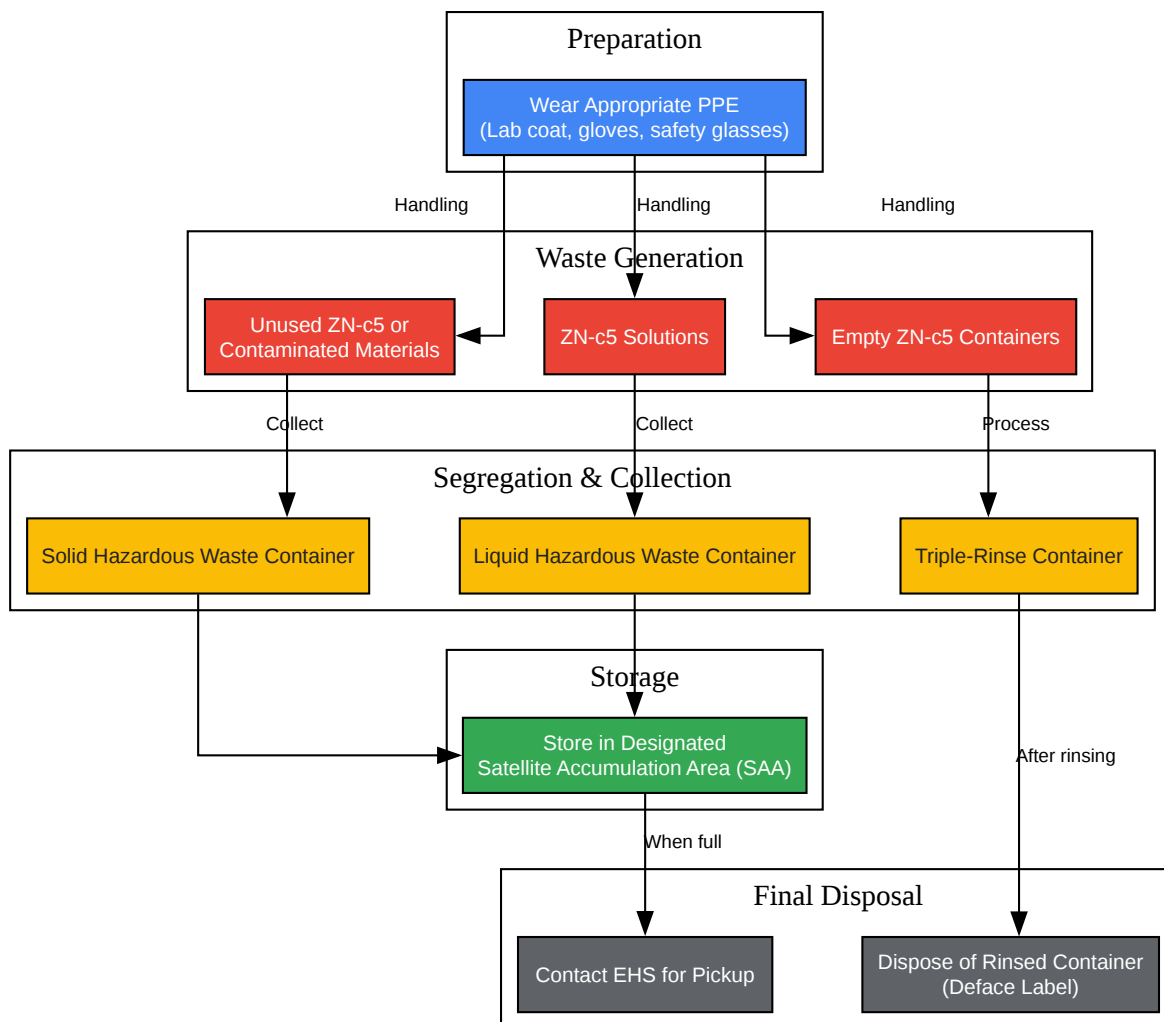 Preparation
Wear Appropriate PPE
(Lab coat, gloves, safety glasses)
Handling
Handling
Handling
Waste Generation
Unused ZN-c5 or
Contaminated Materials
ZN-c5 Solutions
Empty ZN-c5 Containers
Collect
Collect
Process
Segregation & Collection
Solid Hazardous Waste Container
Liquid Hazardous Waste Container
Triple-Rinse Container
Storage
Store in Designated
Satellite Accumulation Area (SAA)
After rinsing
When full
Final Disposal
Contact EHS for Pickup
Dispose of Rinsed Container
(Deface Label)